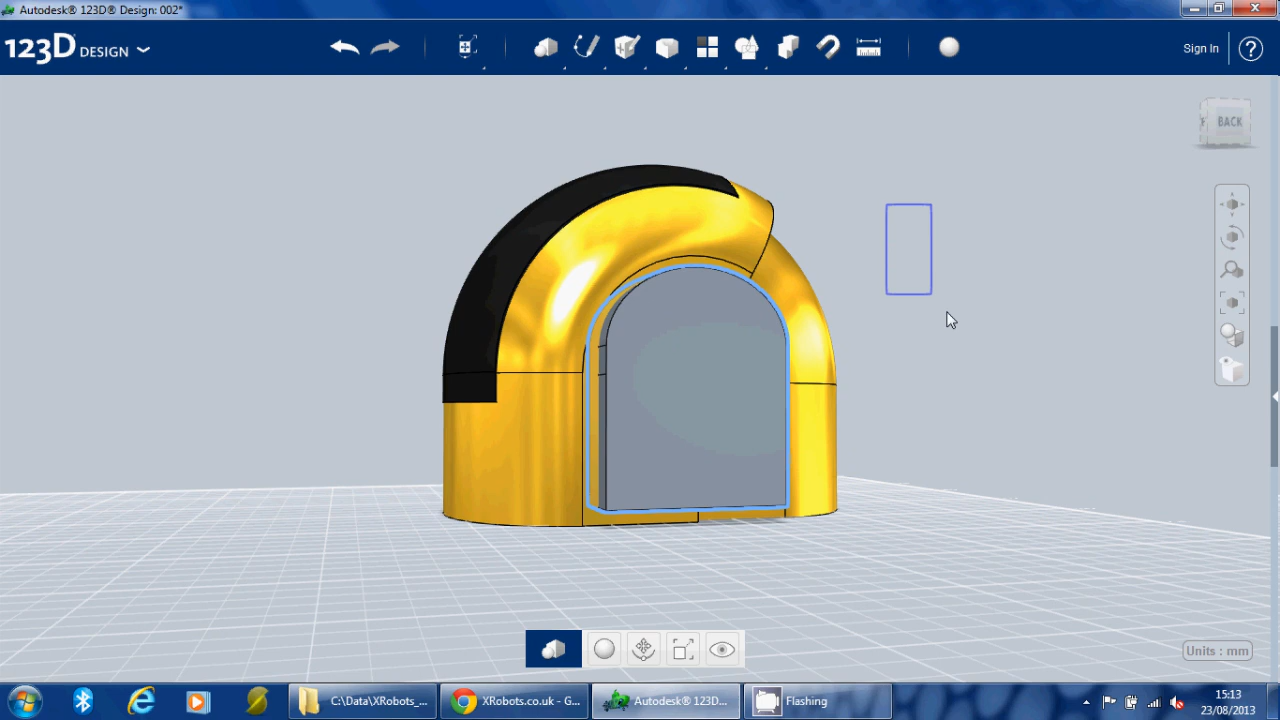 Autodesk® 123D® Design: 002*
123D DESIGN
Sign In
?
BACK
Units : mm
C:\Data\XRobots_...
XRobots.co.uk - G...
Autodesk® 123D...
Flashing
15:13
23/08/2013